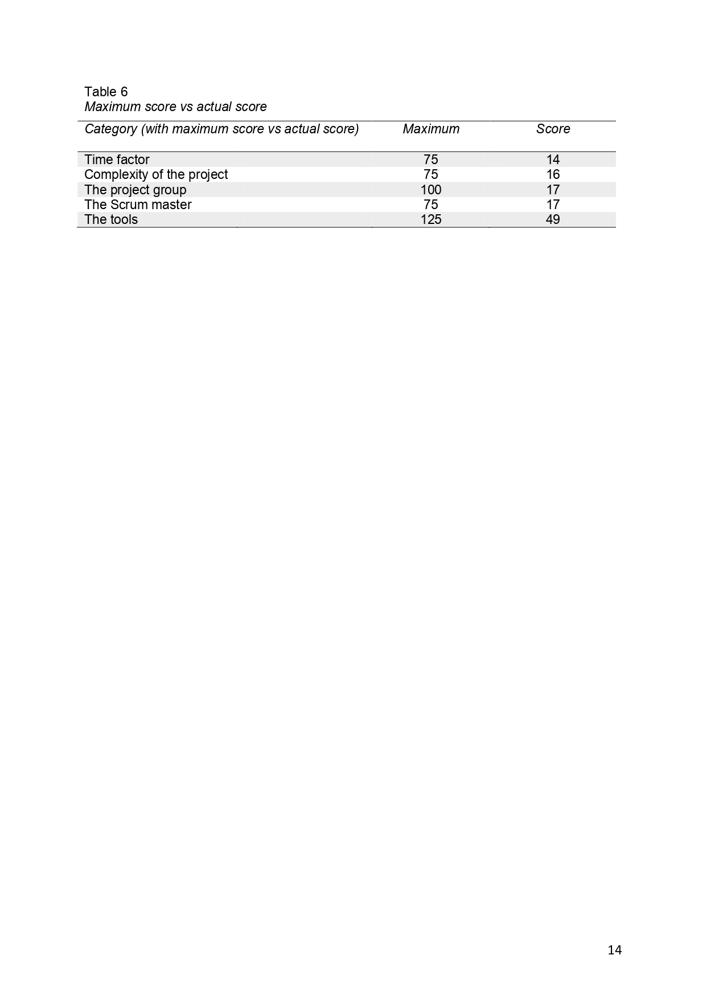 Table 6
Maximum score vs actual score
Category (with maximum score vs actual score) Maximum Score
Time factor 75 14
Complexity of the project 75 16
The project group 100 17
The Scrum master 75 17
The tools 125 49
14